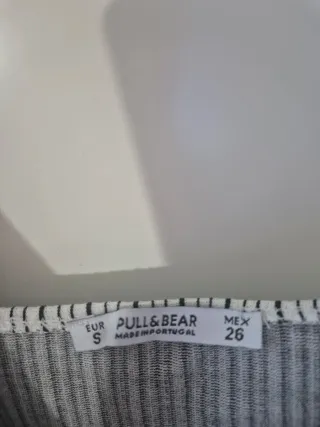 EUR
S
PULL&BEAR
MADE IN PORTUGAL
MEX
26